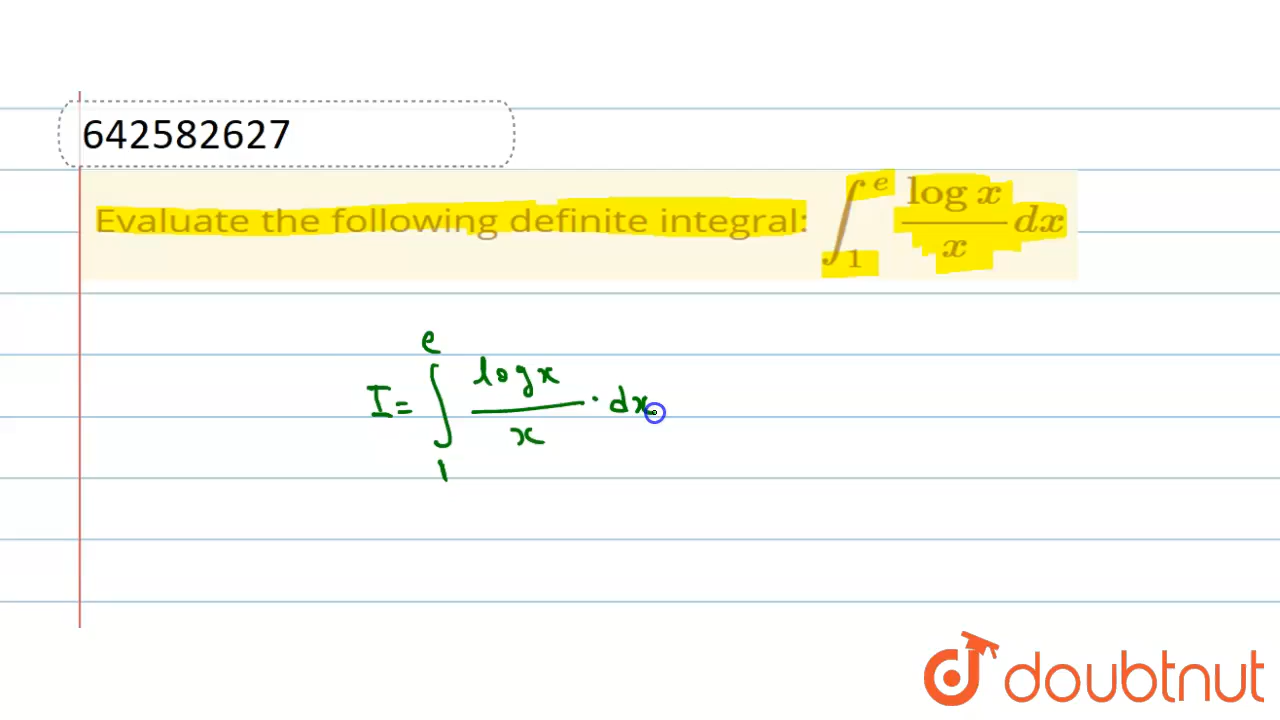 642582627
Evaluate the following definite integral: ∫₁ᵉ (log x)/x dx
I = ∫₁ᵉ (log x)/x · dx
doubtnut